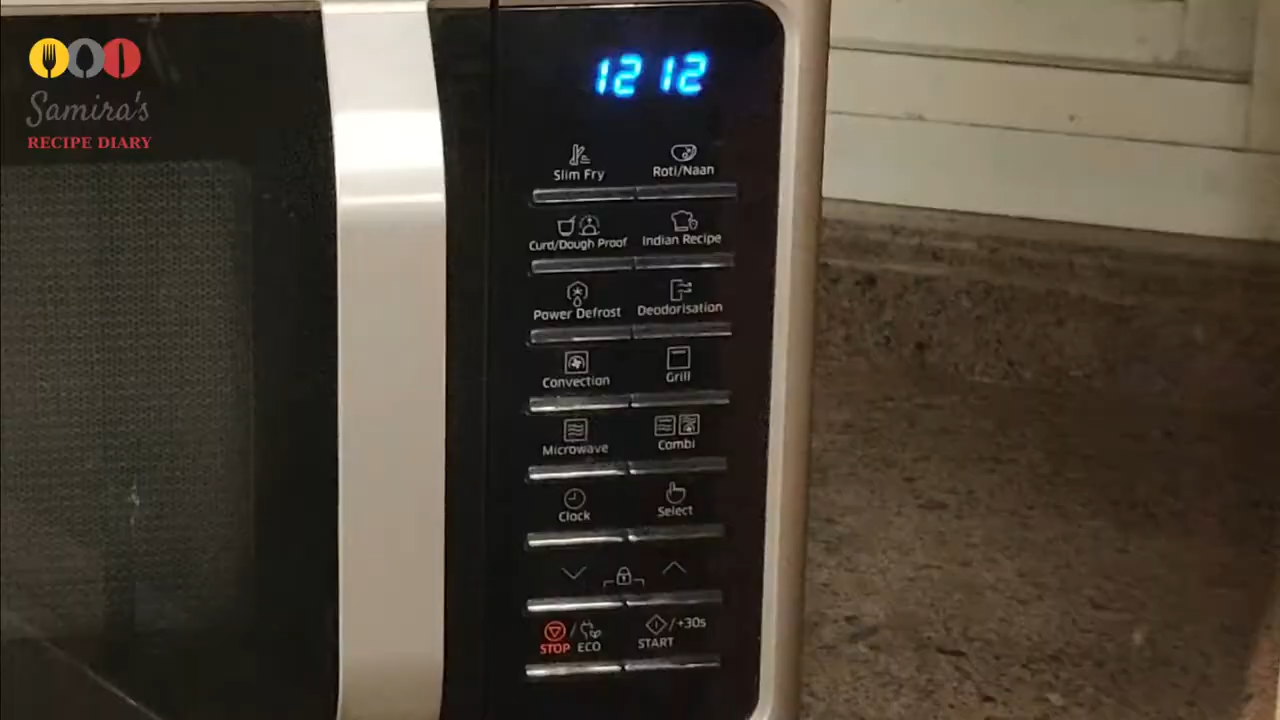 Samira's
RECIPE DIARY
12 12
Slim Fry
Roti/Naan
Curd/Dough Proof
Indian Recipe
Power Defrost
Deodorisation
Convection
Grill
Microwave
Combi
Clock
Select
STOP / ECO
START / +30s